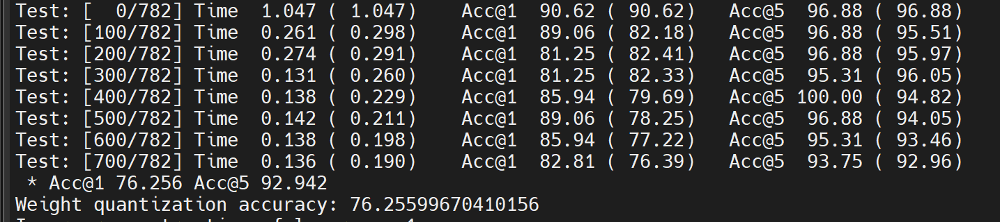 Test: [  0/782] Time  1.047 ( 1.047)    Acc@1  90.62 ( 90.62)   Acc@5  96.88 ( 96.88)
Test: [100/782] Time  0.261 ( 0.298)    Acc@1  89.06 ( 82.18)   Acc@5  96.88 ( 95.51)
Test: [200/782] Time  0.274 ( 0.291)    Acc@1  81.25 ( 82.41)   Acc@5  96.88 ( 95.97)
Test: [300/782] Time  0.131 ( 0.260)    Acc@1  81.25 ( 82.33)   Acc@5  95.31 ( 96.05)
Test: [400/782] Time  0.138 ( 0.229)    Acc@1  85.94 ( 79.69)   Acc@5 100.00 ( 94.82)
Test: [500/782] Time  0.142 ( 0.211)    Acc@1  89.06 ( 78.25)   Acc@5  96.88 ( 94.05)
Test: [600/782] Time  0.138 ( 0.198)    Acc@1  85.94 ( 77.22)   Acc@5  95.31 ( 93.46)
Test: [700/782] Time  0.136 ( 0.190)    Acc@1  82.81 ( 76.39)   Acc@5  93.75 ( 92.96)
 * Acc@1 76.256 Acc@5 92.942
Weight quantization accuracy: 76.25599670410156